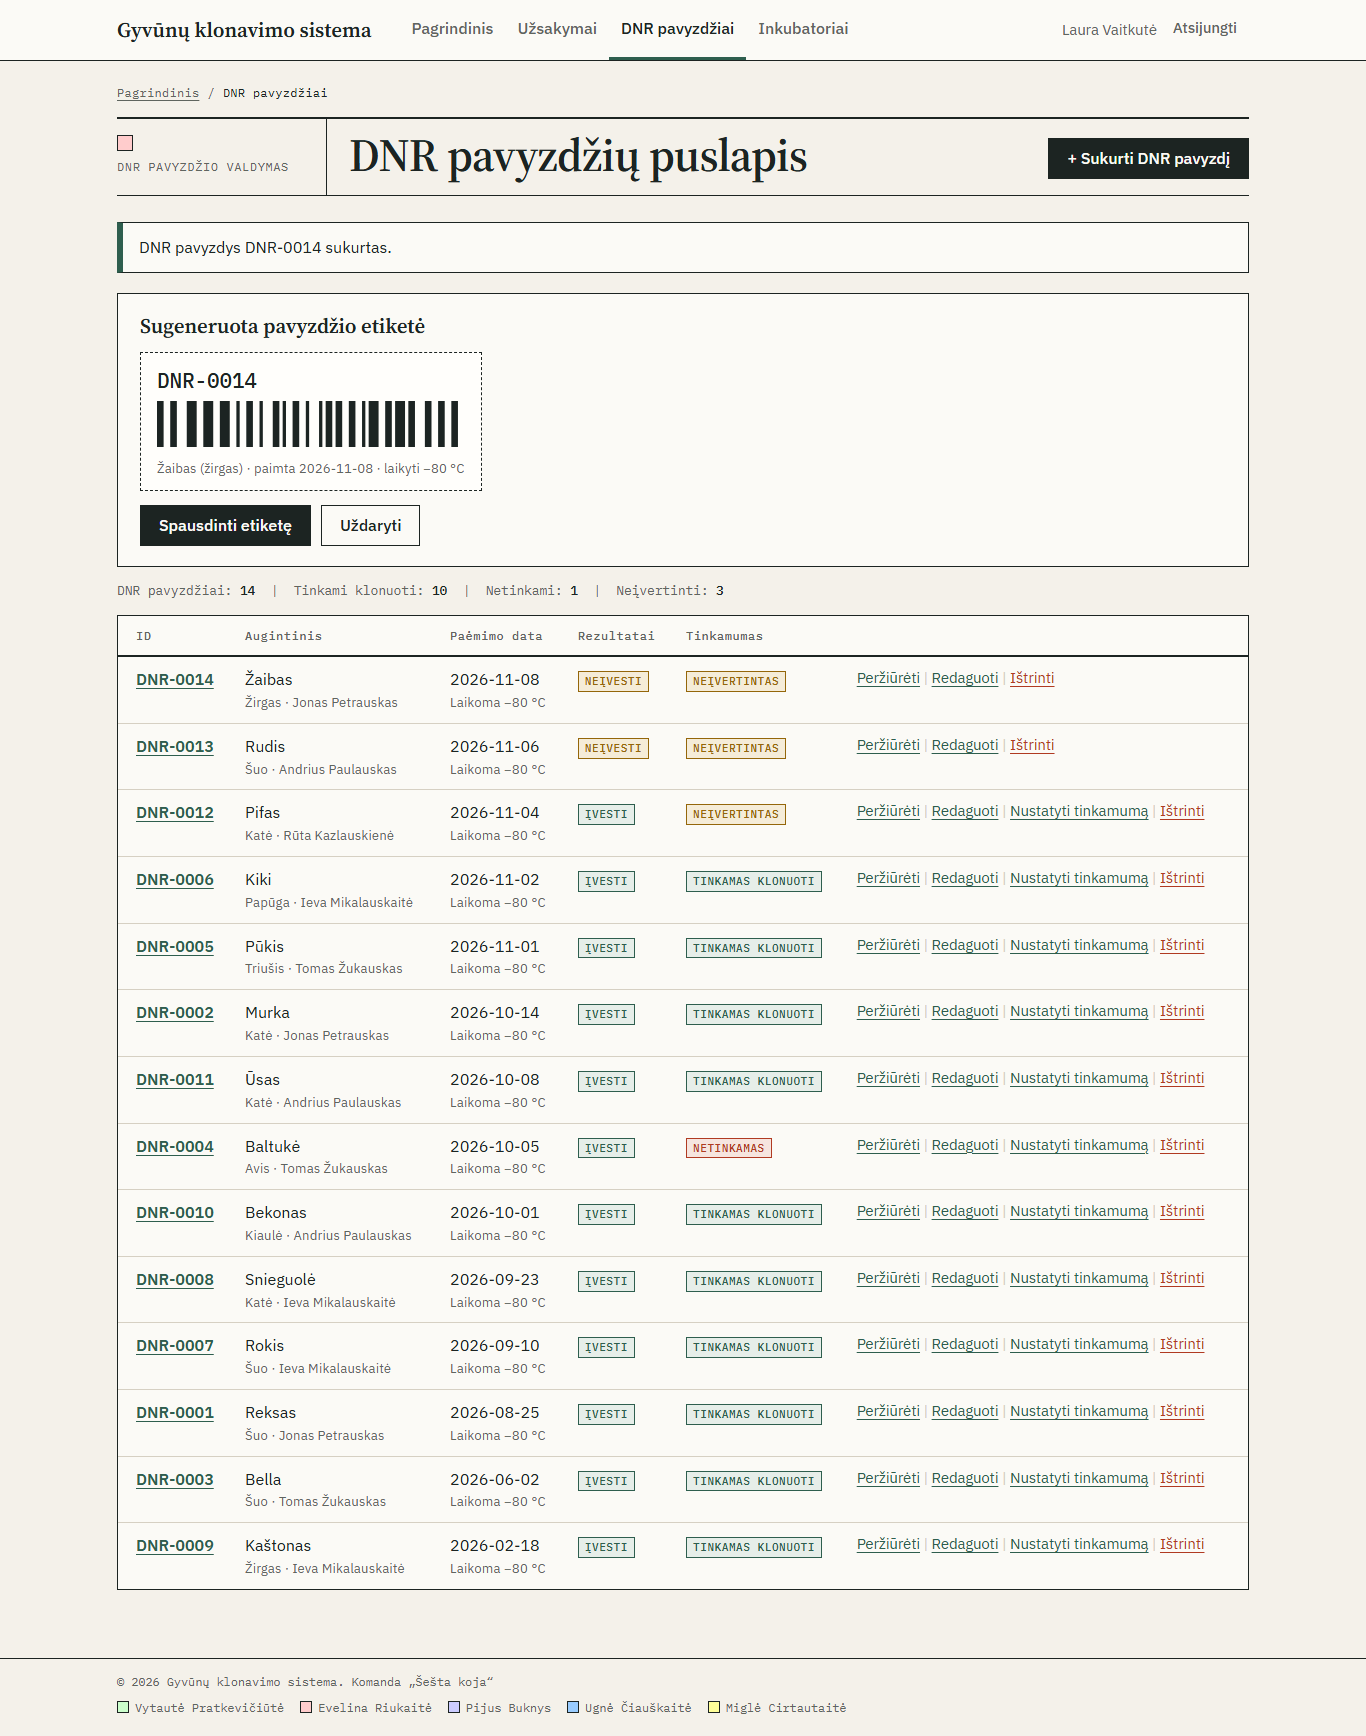 Gyvūnų klonavimo sistema Pagrindinis Užsakymai DNR pavyzdžiai Inkubatoriai Laura Vaitkutė Atsijungti
Pagrindinis / DNR pavyzdžiai
DNR PAVYZDŽIO VALDYMAS
DNR pavyzdžių puslapis
+ Sukurti DNR pavyzdį
DNR pavyzdys DNR-0014 sukurtas.
Sugeneruota pavyzdžio etiketė
DNR-0014
Žaibas (žirgas) · paimta 2026-11-08 · laikyti −80 °C
Spausdinti etiketę Uždaryti
DNR pavyzdžiai: 14 | Tinkami klonuoti: 10 | Netinkami: 1 | Neįvertinti: 3
ID Augintinis Paėmimo data Rezultatai Tinkamumas
DNR-0014 Žaibas 2026-11-08 NEĮVESTI NEĮVERTINTAS Peržiūrėti | Redaguoti | Ištrinti
Žirgas · Jonas Petrauskas Laikoma −80 °C
DNR-0013 Rudis 2026-11-06 NEĮVESTI NEĮVERTINTAS Peržiūrėti | Redaguoti | Ištrinti
Šuo · Andrius Paulauskas Laikoma −80 °C
DNR-0012 Pifas 2026-11-04 ĮVESTI NEĮVERTINTAS Peržiūrėti | Redaguoti | Nustatyti tinkamumą | Ištrinti
Katė · Rūta Kazlauskienė Laikoma −80 °C
DNR-0006 Kiki 2026-11-02 ĮVESTI TINKAMAS KLONUOTI Peržiūrėti | Redaguoti | Nustatyti tinkamumą | Ištrinti
Papūga · Ieva Mikalauskaitė Laikoma −80 °C
DNR-0005 Pūkis 2026-11-01 ĮVESTI TINKAMAS KLONUOTI Peržiūrėti | Redaguoti | Nustatyti tinkamumą | Ištrinti
Triušis · Tomas Žukauskas Laikoma −80 °C
DNR-0002 Murka 2026-10-14 ĮVESTI TINKAMAS KLONUOTI Peržiūrėti | Redaguoti | Nustatyti tinkamumą | Ištrinti
Katė · Jonas Petrauskas Laikoma −80 °C
DNR-0011 Ūsas 2026-10-08 ĮVESTI TINKAMAS KLONUOTI Peržiūrėti | Redaguoti | Nustatyti tinkamumą | Ištrinti
Katė · Andrius Paulauskas Laikoma −80 °C
DNR-0004 Baltukė 2026-10-05 ĮVESTI NETINKAMAS Peržiūrėti | Redaguoti | Nustatyti tinkamumą | Ištrinti
Avis · Tomas Žukauskas Laikoma −80 °C
DNR-0010 Bekonas 2026-10-01 ĮVESTI TINKAMAS KLONUOTI Peržiūrėti | Redaguoti | Nustatyti tinkamumą | Ištrinti
Kiaulė · Andrius Paulauskas Laikoma −80 °C
DNR-0008 Snieguolė 2026-09-23 ĮVESTI TINKAMAS KLONUOTI Peržiūrėti | Redaguoti | Nustatyti tinkamumą | Ištrinti
Katė · Ieva Mikalauskaitė Laikoma −80 °C
DNR-0007 Rokis 2026-09-10 ĮVESTI TINKAMAS KLONUOTI Peržiūrėti | Redaguoti | Nustatyti tinkamumą | Ištrinti
Šuo · Ieva Mikalauskaitė Laikoma −80 °C
DNR-0001 Reksas 2026-08-25 ĮVESTI TINKAMAS KLONUOTI Peržiūrėti | Redaguoti | Nustatyti tinkamumą | Ištrinti
Šuo · Jonas Petrauskas Laikoma −80 °C
DNR-0003 Bella 2026-06-02 ĮVESTI TINKAMAS KLONUOTI Peržiūrėti | Redaguoti | Nustatyti tinkamumą | Ištrinti
Šuo · Tomas Žukauskas Laikoma −80 °C
DNR-0009 Kaštonas 2026-02-18 ĮVESTI TINKAMAS KLONUOTI Peržiūrėti | Redaguoti | Nustatyti tinkamumą | Ištrinti
Žirgas · Ieva Mikalauskaitė Laikoma −80 °C
© 2026 Gyvūnų klonavimo sistema. Komanda „Šešta koja“
Vytautė Pratkevičiūtė Evelina Riukaitė Pijus Buknys Ugnė Čiauškaitė Miglė Cirtautaitė